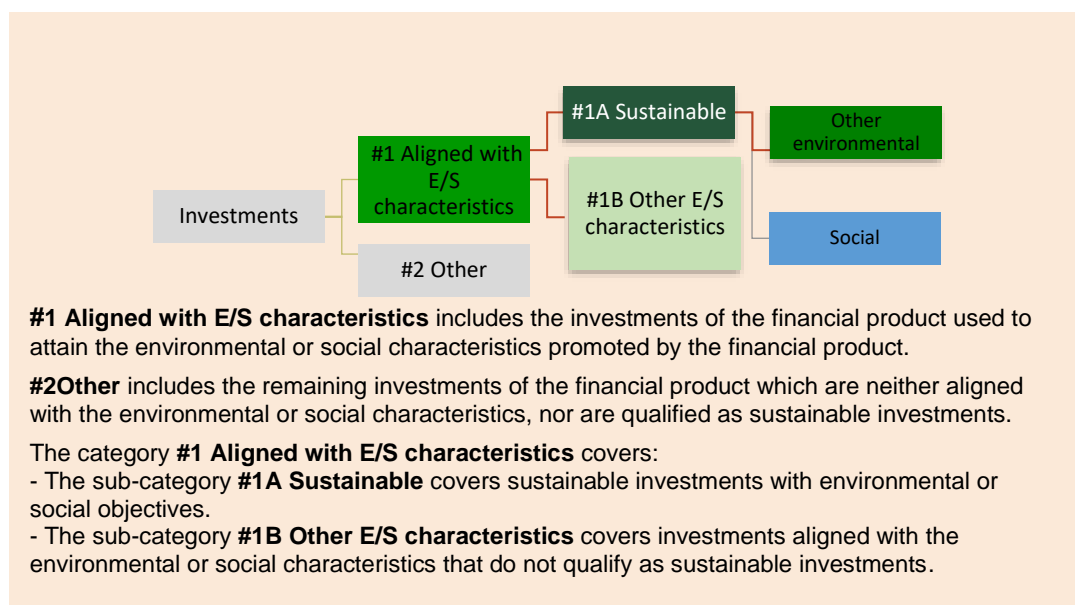 #1A Sustainable
Other
environmental
#1 Aligned with
E/S
characteristics
#1B Other E/S
characteristics
Investments
Social
#2 Other
#1 Aligned with E/S characteristics includes the investments of the financial product used to
attain the environmental or social characteristics promoted by the financial product.
#2Other includes the remaining investments of the financial product which are neither aligned
with the environmental or social characteristics, nor are qualified as sustainable investments.
The category #1 Aligned with E/S characteristics covers:
- The sub-category #1A Sustainable covers sustainable investments with environmental or
social objectives.
- The sub-category #1B Other E/S characteristics covers investments aligned with the
environmental or social characteristics that do not qualify as sustainable investments.